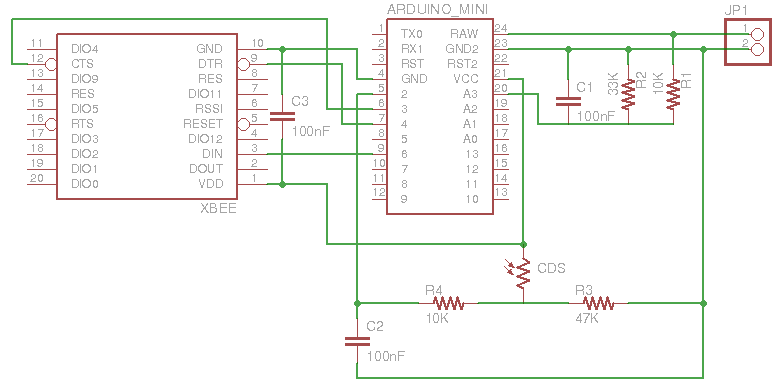 ARDUINO_MINI
JP1
1 TX0 RAW 24
2 RX1 GND2 23
3 RST RST2 22
4 GND VCC 21
5 2 A3 20
6 3 A2 19
7 4 A1 18
8 5 A0 17
9 6 13 16
10 7 12 15
11 8 11 14
12 9 10 13
1
2
11 DIO4 GND 10
12 CTS DTR 9
13 DIO9 RES 8
14 RES DIO11 7
15 DIO5 RSSI 6
16 RTS RESET 5
17 DIO3 DIO12 4
18 DIO2 DIN 3
19 DIO1 DOUT 2
20 DIO0 VDD 1
XBEE
C3
100nF
C1
100nF
33K
R2
10K
R1
CDS
R4
10K
R3
47K
C2
100nF